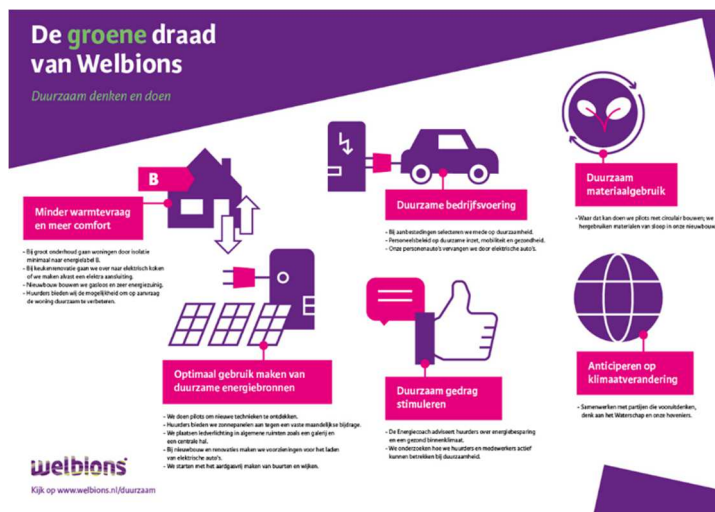 De groene draad
van Welbions
Duurzaam denken en doen
B
Minder warmtevraag
en meer comfort
- Bij groot onderhoud gaan woningen door isolatie
minimaal naar energielabel B.
- Bij keukenrenovatie gaan we over naar elektrisch koken
of we maken alvast een elektra aansluiting.
- Nieuwbouw bouwen we gasloos en zeer energiezuinig.
- Huurders bieden wij de mogelijkheid om op aanvraag
de woning duurzaam te verbeteren.
Duurzame bedrijfsvoering
- Bij aanbestedingen selecteren we mede op duurzaamheid.
- Personeelsbeleid op duurzame inzet, mobiliteit en gezondheid.
- Onze personenauto's vervangen we door elektrische auto's.
Duurzaam
materiaalgebruik
- Waar dat kan doen we pilots met circulair bouwen; we
hergebruiken materialen van sloop in onze nieuwbouw.
Optimaal gebruik maken van
duurzame energiebronnen
- We doen pilots om nieuwe technieken te ontdekken.
- Huurders bieden we zonnepanelen aan tegen een vaste maandelijkse bijdrage.
- We plaatsen ledverlichting in algemene ruimten zoals een galerij en
een centrale hal.
- Bij nieuwbouw en renovaties maken we voorzieningen voor het laden
van elektrische auto's.
- We starten met het aardgasvrij maken van buurten en wijken.
Duurzaam gedrag
stimuleren
- De Energiecoach adviseert huurders over energiebesparing
en een gezond binnenklimaat.
- We onderzoeken hoe we huurders en medewerkers actief
kunnen betrekken bij duurzaamheid.
Anticiperen op
klimaatverandering
- Samenwerken met partijen die vooruitdenken,
denk aan het Waterschap en onze hoveniers.
welbions
Kijk op www.welbions.nl/duurzaam